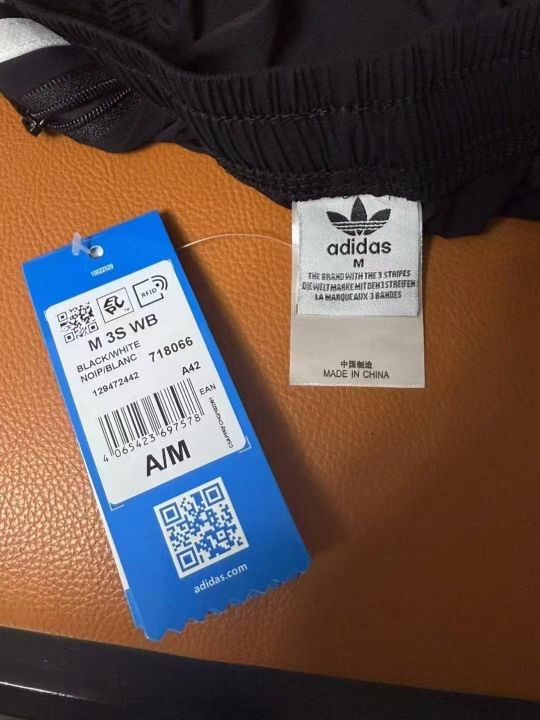 10022520
RFID
M 3S WB
BLACK/WHITE
NOIP/BLANC
718066
129472442
A42
EAN
4 065423 697578
A/M
adidas.com
adidas
M
THE BRAND WITH THE 3 STRIPES
DIE WELTMARKE MIT DEN 3 STREIFEN
LA MARQUE AUX 3 BANDES
中国制造
MADE IN CHINA